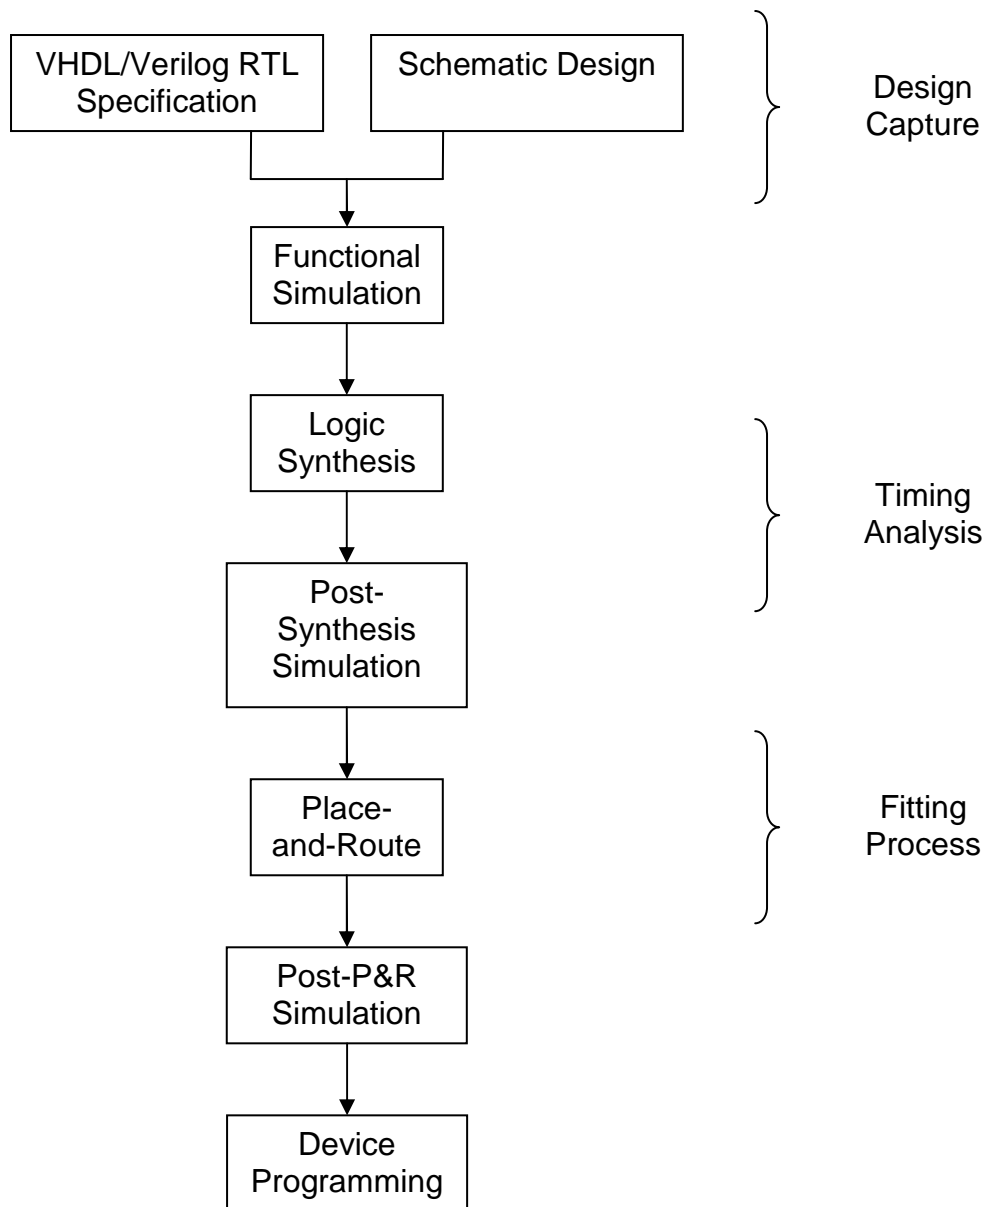 VHDL/Verilog RTL
Specification
Schematic Design
Design
Capture
Functional
Simulation
Logic
Synthesis
Timing
Analysis
Post-
Synthesis
Simulation
Place-
and-Route
Fitting
Process
Post-P&R
Simulation
Device
Programming